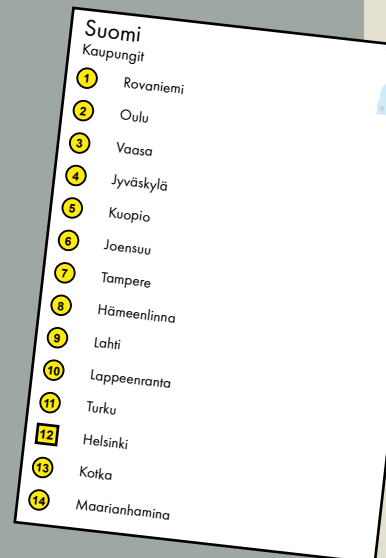 Suomi
Kaupungit
1 Rovaniemi
2 Oulu
3 Vaasa
4 Jyväskylä
5 Kuopio
6 Joensuu
7 Tampere
8 Hämeenlinna
9 Lahti
10 Lappeenranta
11 Turku
12 Helsinki
13 Kotka
14 Maarianhamina